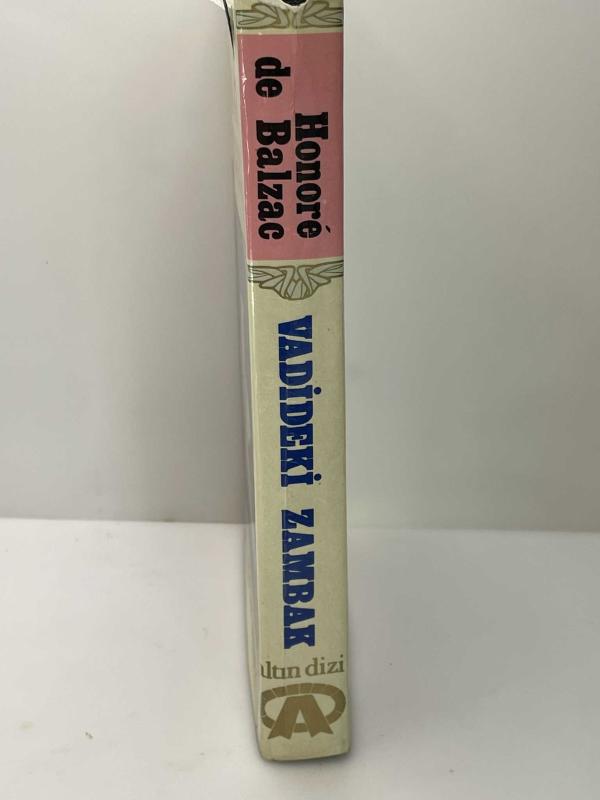 Honoré
de Balzac
VADİDEKİ ZAMBAK
altın dizi
A